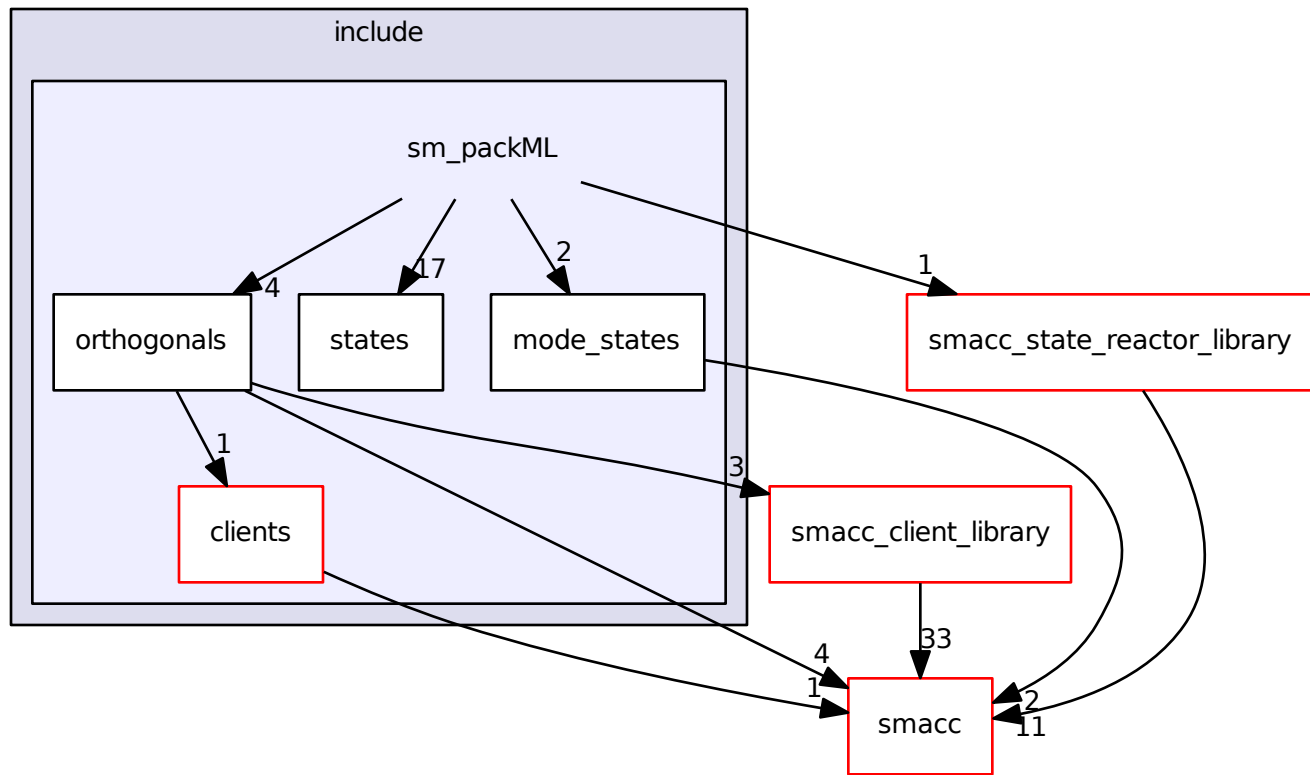 include
sm_packML
4
17
2
1
orthogonals
states
mode_states
smacc_state_reactor_library
1
3
clients
smacc_client_library
4
33
1
2
11
smacc